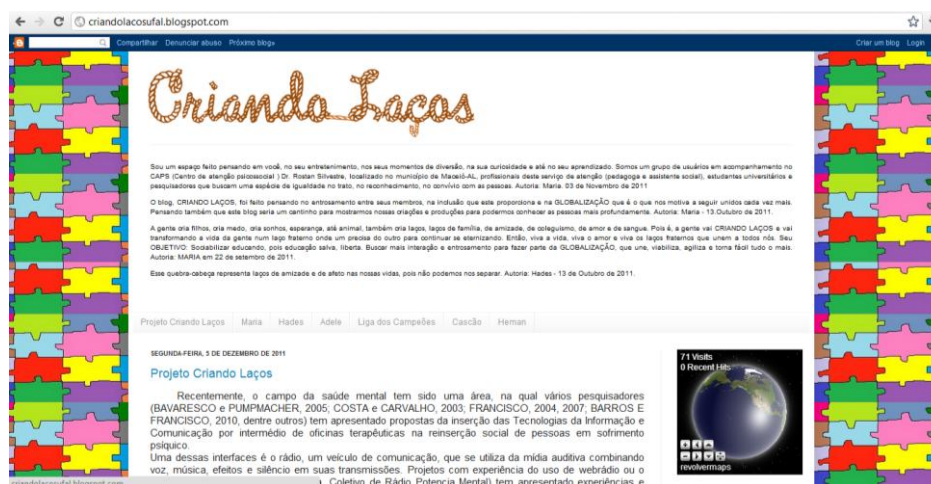 criandolacosufal.blogspot.com
Compartilhar Denunciar abuso Próximo blog»
Criar um blog Login
Criando Laços
Sou um espaço feito pensando em você, no seu entretenimento, nos seus momentos de diversão, na sua curiosidade e até no seu aprendizado. Somos um grupo de usuários em acompanhamento no
CAPS (Centro de atenção psicossocial ) Dr. Rostan Silvestre, localizado no município de Maceió-AL, profissionais deste serviço de atenção (pedagoga e assistente social), estudantes universitários e
pesquisadores que buscam uma espécie de igualdade no trato, no reconhecimento, no convívio com as pessoas. Autoria: Maria. 03 de Novembro de 2011
O blog, CRIANDO LAÇOS, foi feito pensando no entrosamento entre seus membros, na inclusão que este proporciona e na GLOBALIZAÇÃO que é o que nos motiva a seguir unidos cada vez mais.
Pensando também que este blog seria um cantinho para mostrarmos nossas criações e produções para podermos conhecer as pessoas mais profundamente. Autoria: Maria - 13.Outubro de 2011.
A gente cria filhos, cria medo, cria sonhos, esperança, até animal, também cria laços, laços de família, de amizade, de coleguismo, de amor e de sangue. Pois é, a gente vai CRIANDO LAÇOS e vai
transformando a vida da gente num laço fraterno onde um precisa do outro para continuar se eternizando. Então, viva a vida, viva o amor e viva os laços fraternos que unem a todos nós. Seu
OBJETIVO: Sociabilizar educando, pois educação salva, liberta. Buscar mais interação e entrosamento para fazer parte da GLOBALIZAÇÃO, que une, viabiliza, agiliza e torna fácil tudo o mais.
Autoria: MARIA em 22 de setembro de 2011.
Esse quebra-cabeça representa laços de amizade e de afeto nas nossas vidas, pois não podemos nos separar. Autoria: Hades - 13 de Outubro de 2011.
Projeto Criando Laços Maria Hades Adele Liga dos Campeões Cascão Heman
SEGUNDA-FEIRA, 5 DE DEZEMBRO DE 2011
Projeto Criando Laços
71 Visits
0 Recent Hits
Recentemente, o campo da saúde mental tem sido uma área, na qual vários pesquisadores
(BAVARESCO e PUMPMACHER, 2005; COSTA e CARVALHO, 2003; FRANCISCO, 2004, 2007; BARROS E
FRANCISCO, 2010, dentre outros) tem apresentado propostas da inserção das Tecnologias da Informação e
Comunicação por intermédio de oficinas terapêuticas na reinserção social de pessoas em sofrimento
psíquico.
Uma dessas interfaces é o rádio, um veículo de comunicação, que se utiliza da mídia auditiva combinando
voz, música, efeitos e silêncio em suas transmissões. Projetos com experiência do uso de webrádio ou o
revolvermaps
Coletivo de Rádio Potencia Mental) tem apresentado experiências e
criandolacosufal.blogspot.com